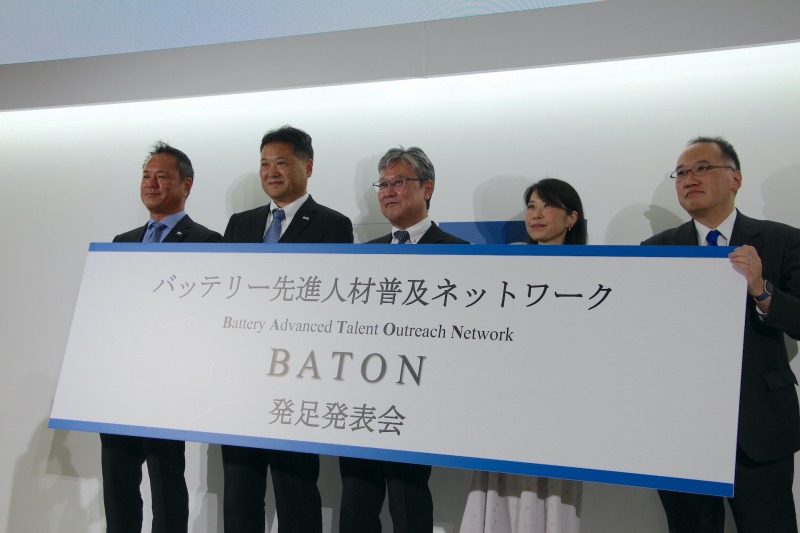 バッテリー先進人材普及ネットワーク
Battery Advanced Talent Outreach Network
BATON
発足発表会